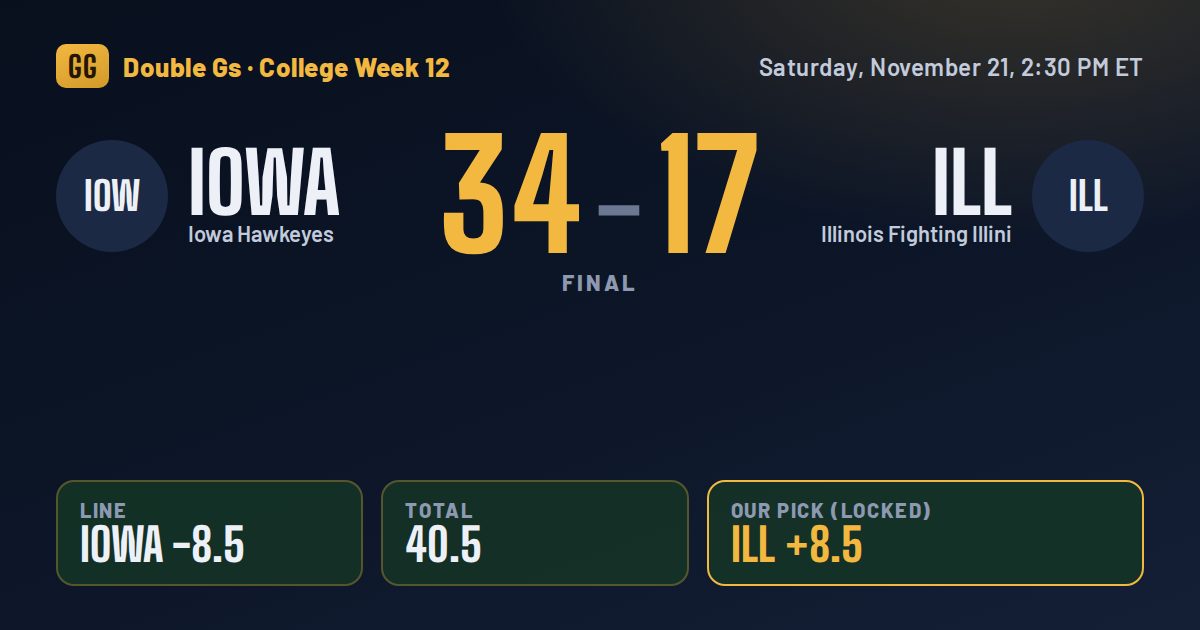 GG Double Gs · College Week 12
Saturday, November 21, 2:30 PM ET
IOW
IOWA
Iowa Hawkeyes
34 – 17
FINAL
ILL
Illinois Fighting Illini
ILL
LINE
IOWA −8.5
TOTAL
40.5
OUR PICK (LOCKED)
ILL +8.5